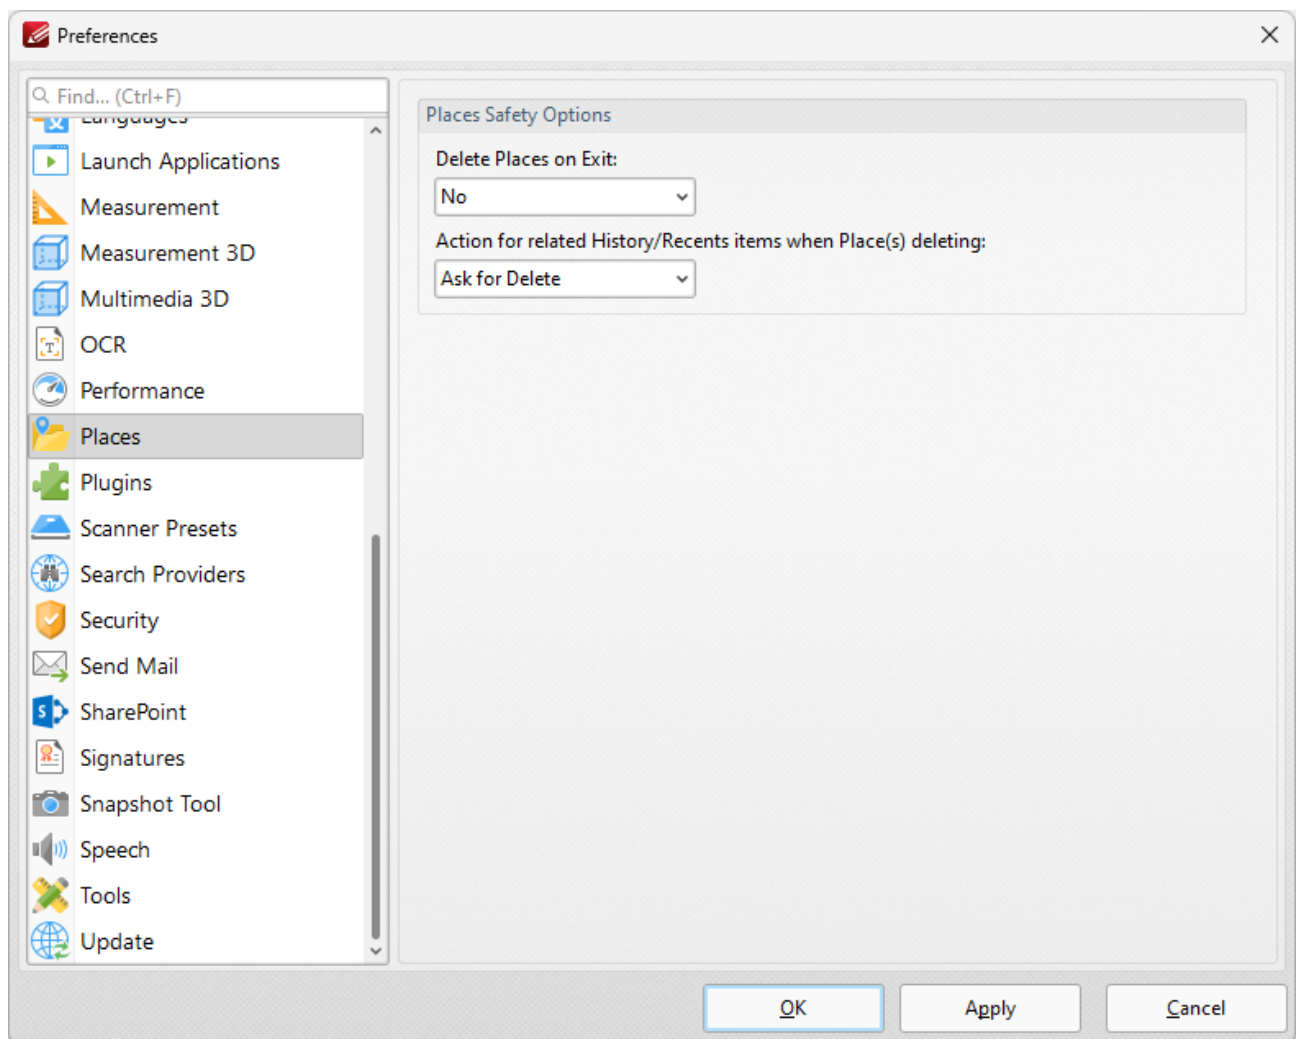 Preferences
Find... (Ctrl+F)
Languages
Launch Applications
Measurement
Measurement 3D
Multimedia 3D
OCR
Performance
Places
Plugins
Scanner Presets
Search Providers
Security
Send Mail
SharePoint
Signatures
Snapshot Tool
Speech
Tools
Update
Places Safety Options
Delete Places on Exit:
No
Action for related History/Recents items when Place(s) deleting:
Ask for Delete
OK
Apply
Cancel